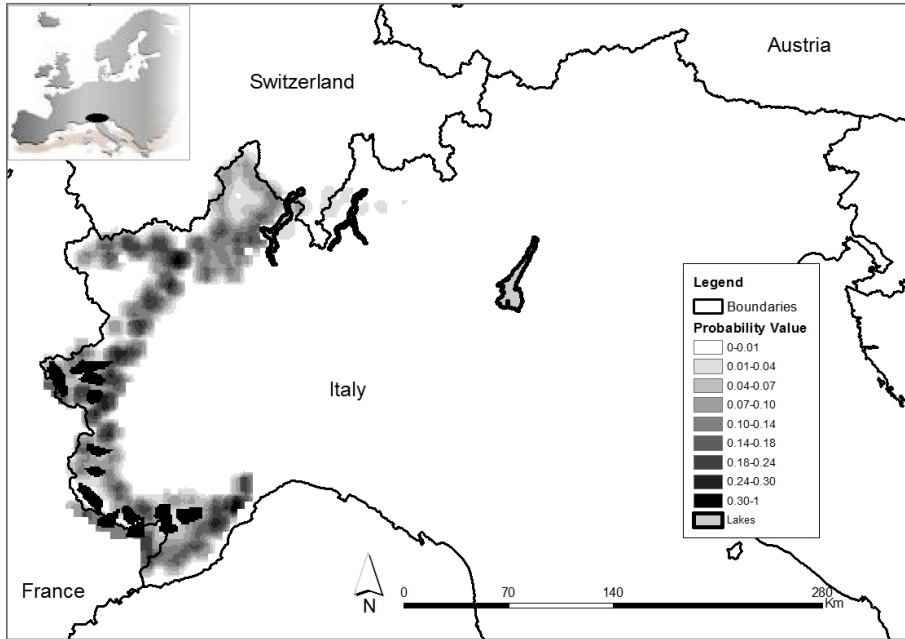 Austria
Switzerland
Legend
Boundaries
Probability Value
0-0.01
0.01-0.04
0.04-0.07
0.07-0.10
0.10-0.14
0.14-0.18
0.18-0.24
0.24-0.30
0.30-1
Lakes
Italy
France
N
0 70 140 280
Km